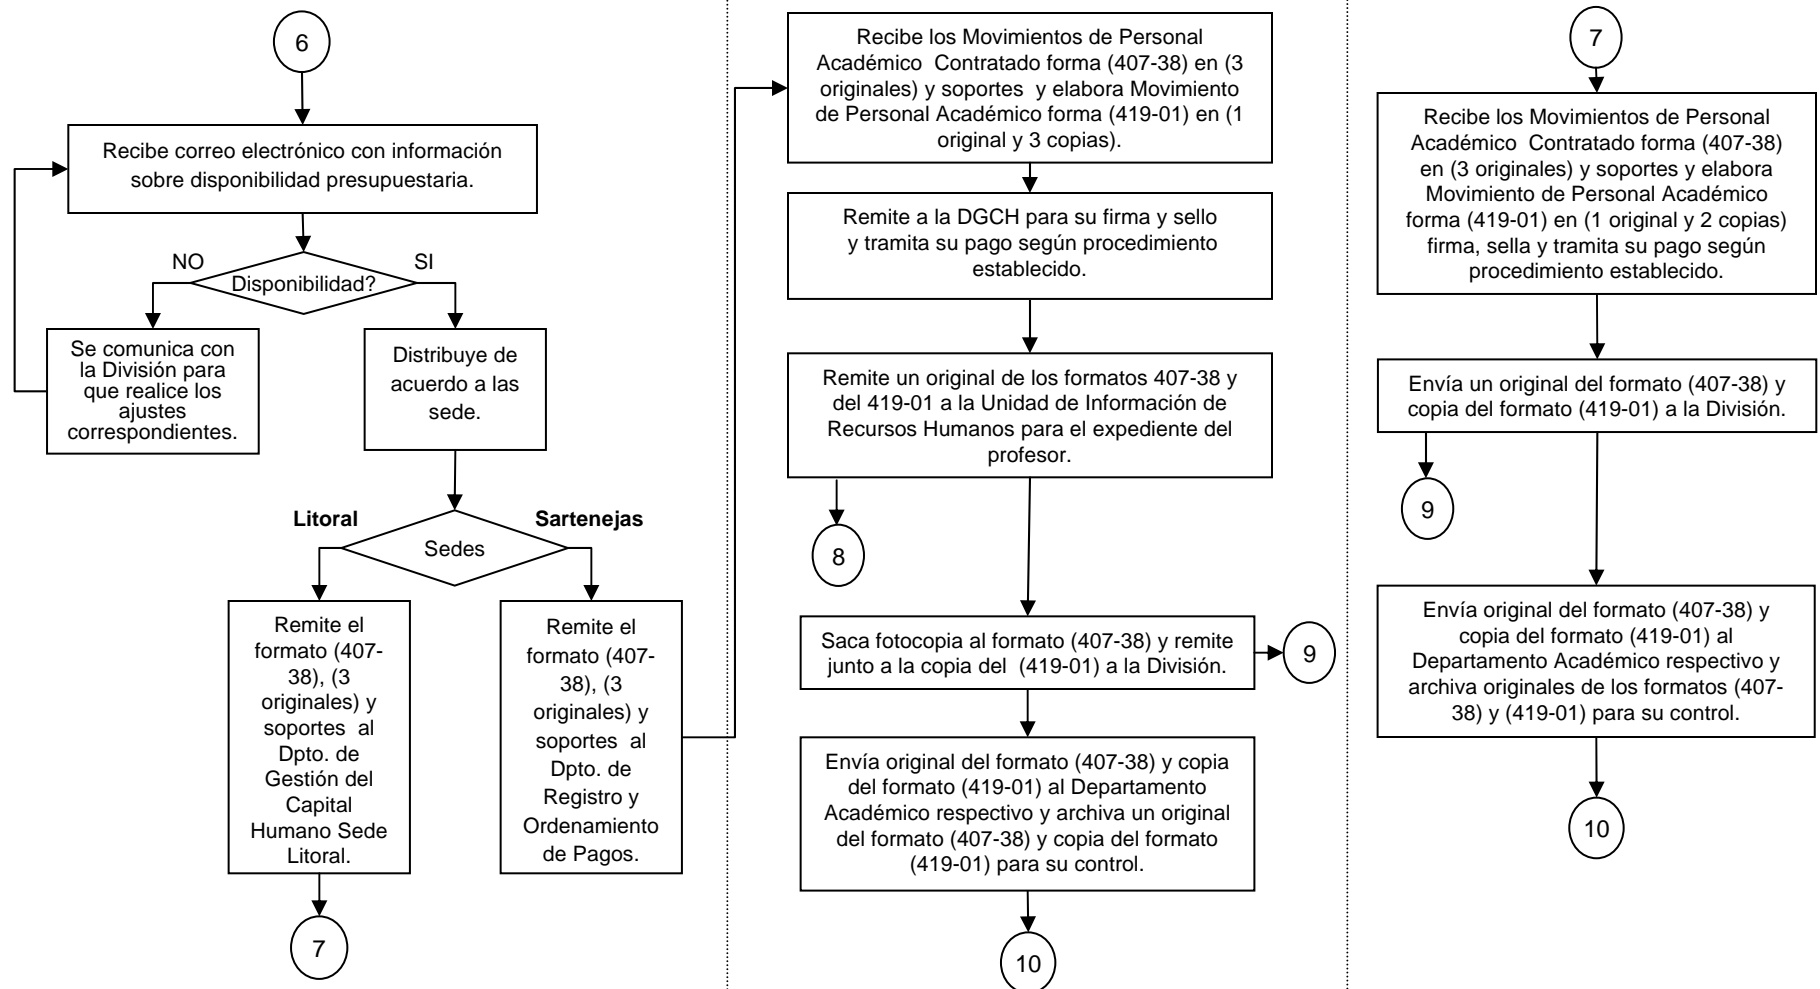 6
Recibe correo electrónico con información
sobre disponibilidad presupuestaria.
NO
SI
Disponibilidad?
Se comunica con
la División para
que realice los
ajustes
correspondientes.
Distribuye de
acuerdo a las
sede.
Litoral
Sartenejas
Sedes
Remite el
formato (407-
38), (3
originales) y
soportes al
Dpto. de
Gestión del
Capital
Humano Sede
Litoral.
Remite el
formato (407-
38), (3
originales) y
soportes al
Dpto. de
Registro y
Ordenamiento
de Pagos.
7
Recibe los Movimientos de Personal
Académico Contratado forma (407-38) en (3
originales) y soportes y elabora Movimiento
de Personal Académico forma (419-01) en (1
original y 3 copias).
Remite a la DGCH para su firma y sello
y tramita su pago según procedimiento
establecido.
Remite un original de los formatos 407-38 y
del 419-01 a la Unidad de Información de
Recursos Humanos para el expediente del
profesor.
8
Saca fotocopia al formato (407-38) y remite
junto a la copia del (419-01) a la División.
9
Envía original del formato (407-38) y copia
del formato (419-01) al Departamento
Académico respectivo y archiva un original
del formato (407-38) y copia del formato
(419-01) para su control.
10
7
Recibe los Movimientos de Personal
Académico Contratado forma (407-38)
en (3 originales) y soportes y elabora
Movimiento de Personal Académico
forma (419-01) en (1 original y 2 copias)
firma, sella y tramita su pago según
procedimiento establecido.
Envía un original del formato (407-38) y
copia del formato (419-01) a la División.
9
Envía original del formato (407-38) y
copia del formato (419-01) al
Departamento Académico respectivo y
archiva originales de los formatos (407-
38) y (419-01) para su control.
10